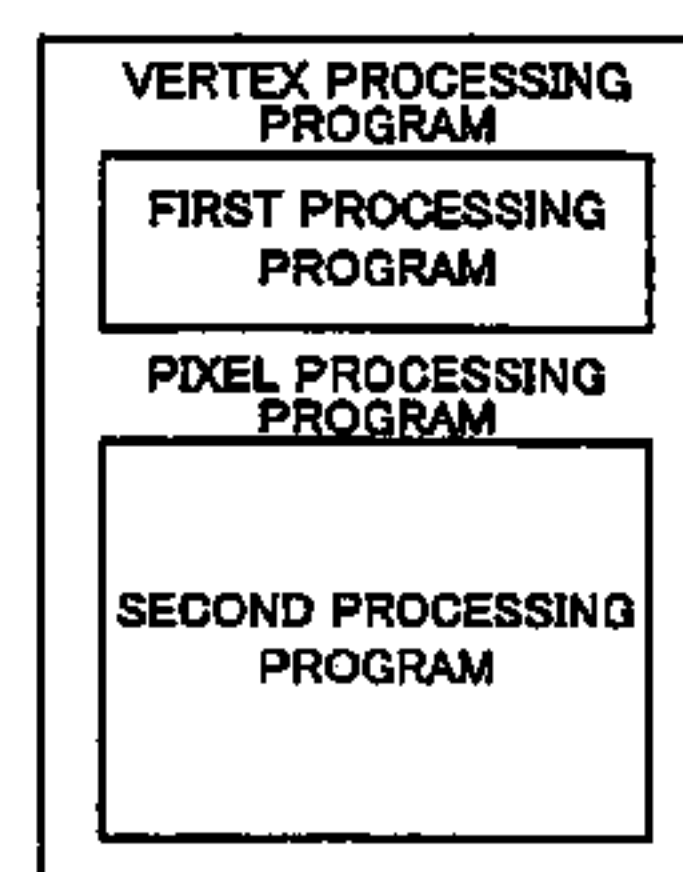 VERTEX PROCESSING
PROGRAM
FIRST PROCESSING
PROGRAM
PIXEL PROCESSING
PROGRAM
SECOND PROCESSING
PROGRAM